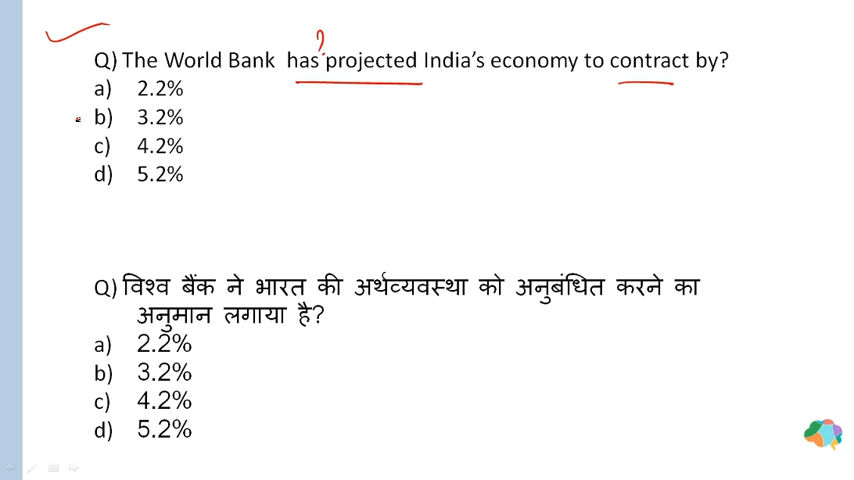 Q) The World Bank has projected India's economy to contract by?
a) 2.2%
b) 3.2%
c) 4.2%
d) 5.2%
Q) विश्व बैंक ने भारत की अर्थव्यवस्था को अनुबंधित करने का
अनुमान लगाया है?
a) 2.2%
b) 3.2%
c) 4.2%
d) 5.2%